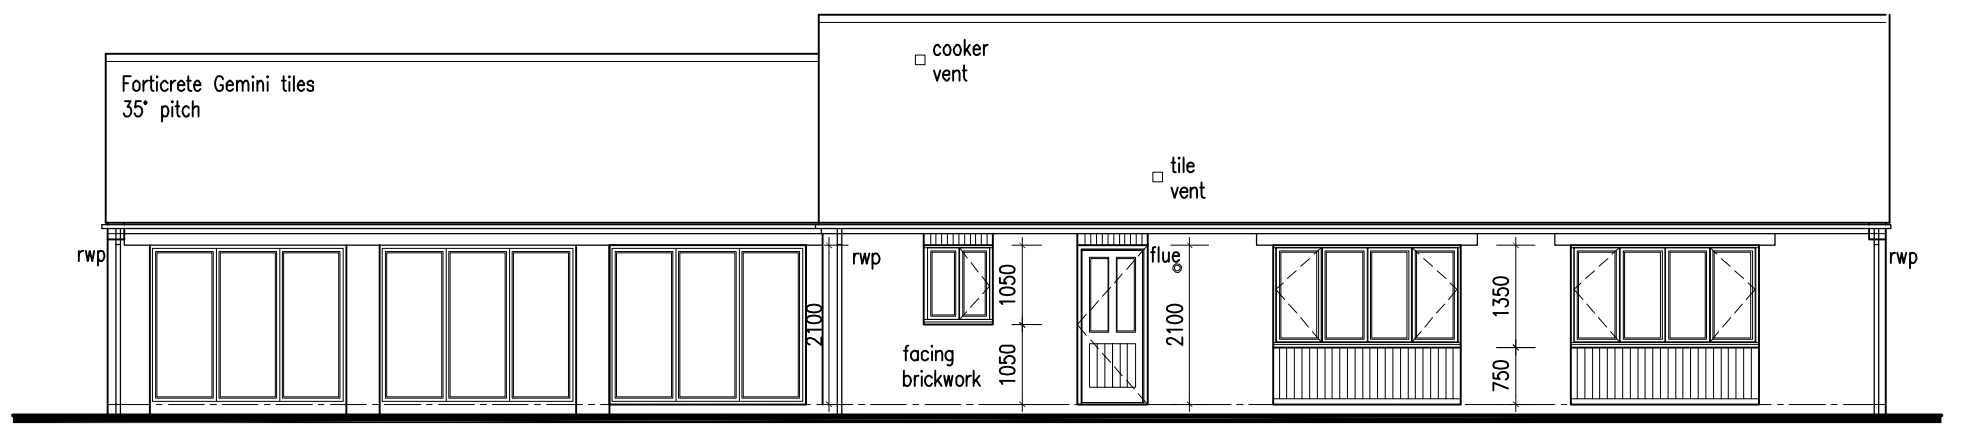 cooker
vent
Forticrete Gemini tiles
35° pitch
tile
vent
rwp
rwp
flue
rwp
2100
1050
1050
2100
1350
750
facing
brickwork